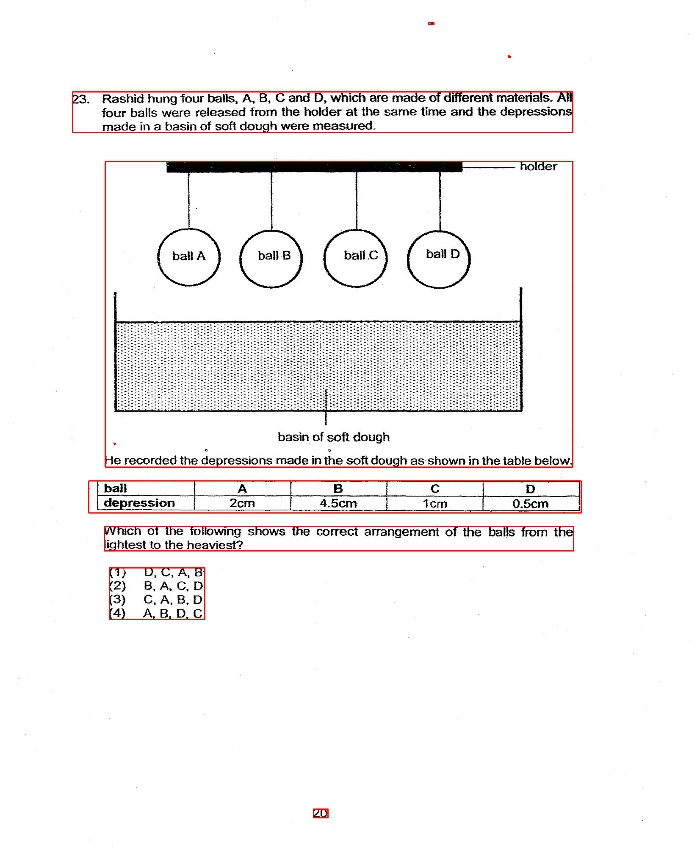 23. Rashid hung four balls, A, B, C and D, which are made of different materials. All
four balls were released from the holder at the same time and the depressions
made in a basin of soft dough were measured.
holder
ball A
ball B
ball C
ball D
basin of soft dough
He recorded the depressions made in the soft dough as shown in the table below.
ball A B C D
depression 2cm 4.5cm 1cm 0.5cm
Which of the following shows the correct arrangement of the balls from the
lightest to the heaviest?
(1) D, C, A, B
(2) B, A, C, D
(3) C, A, B, D
(4) A, B, D, C
20